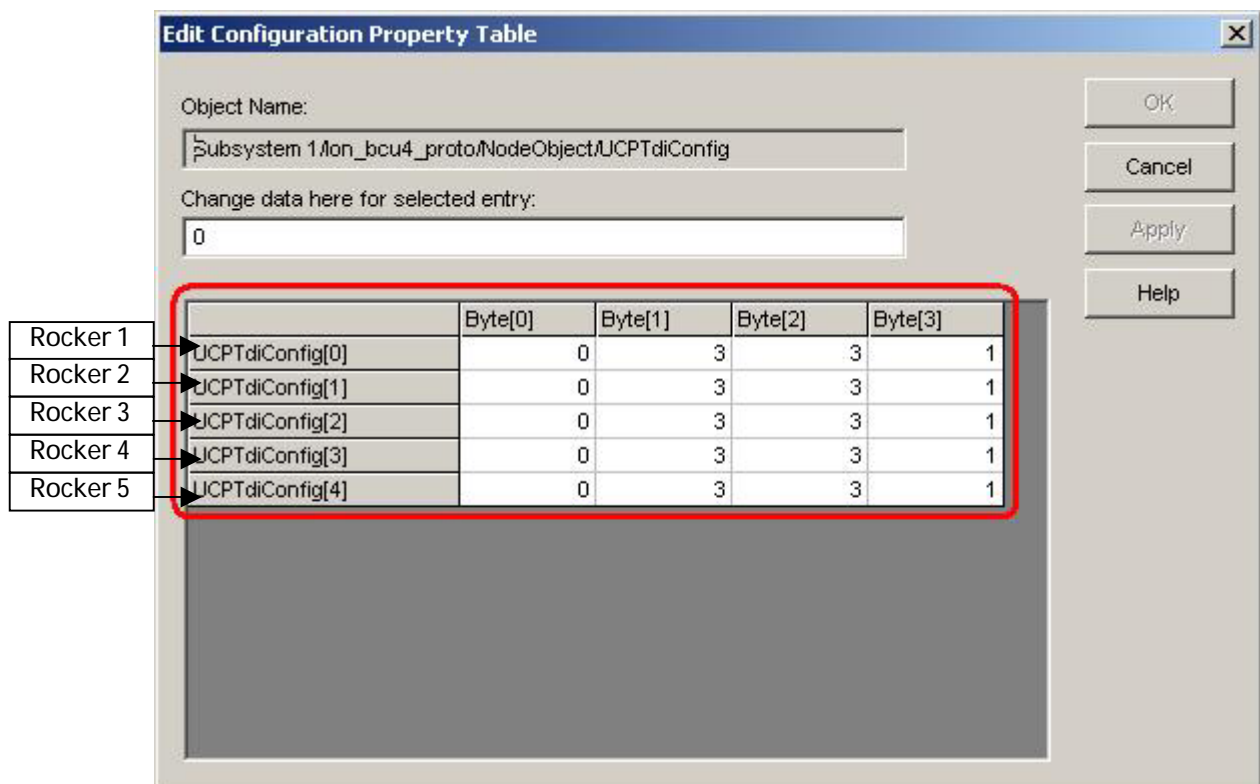 Edit Configuration Property Table
Object Name:
Subsystem 1/lon_bcu4_proto/NodeObject/UCPTdiConfig
Change data here for selected entry:
0
OK
Cancel
Apply
Help
Byte[0] Byte[1] Byte[2] Byte[3]
Rocker 1 UCPTdiConfig[0] 0 3 3 1
Rocker 2 UCPTdiConfig[1] 0 3 3 1
Rocker 3 UCPTdiConfig[2] 0 3 3 1
Rocker 4 UCPTdiConfig[3] 0 3 3 1
Rocker 5 UCPTdiConfig[4] 0 3 3 1